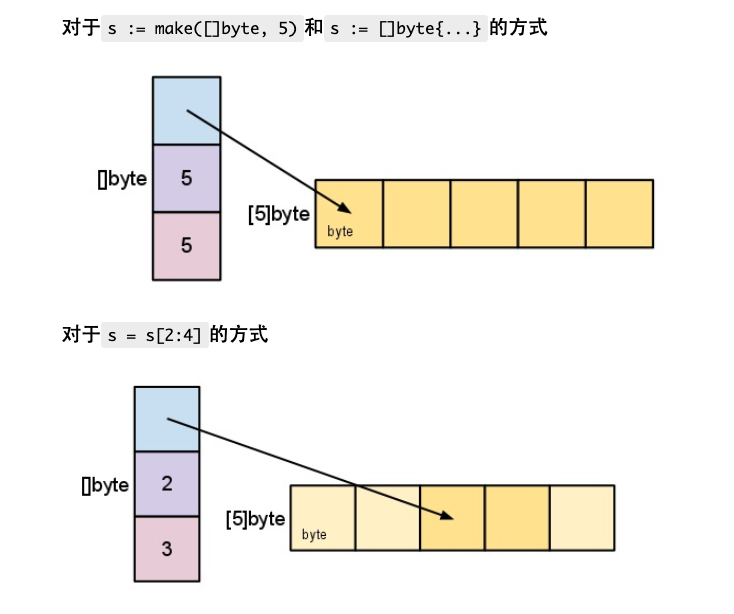 对于 s := make([]byte, 5) 和 s := []byte{...} 的方式
[]byte
5
5
[5]byte
byte
对于 s = s[2:4] 的方式
[]byte
2
3
[5]byte
byte